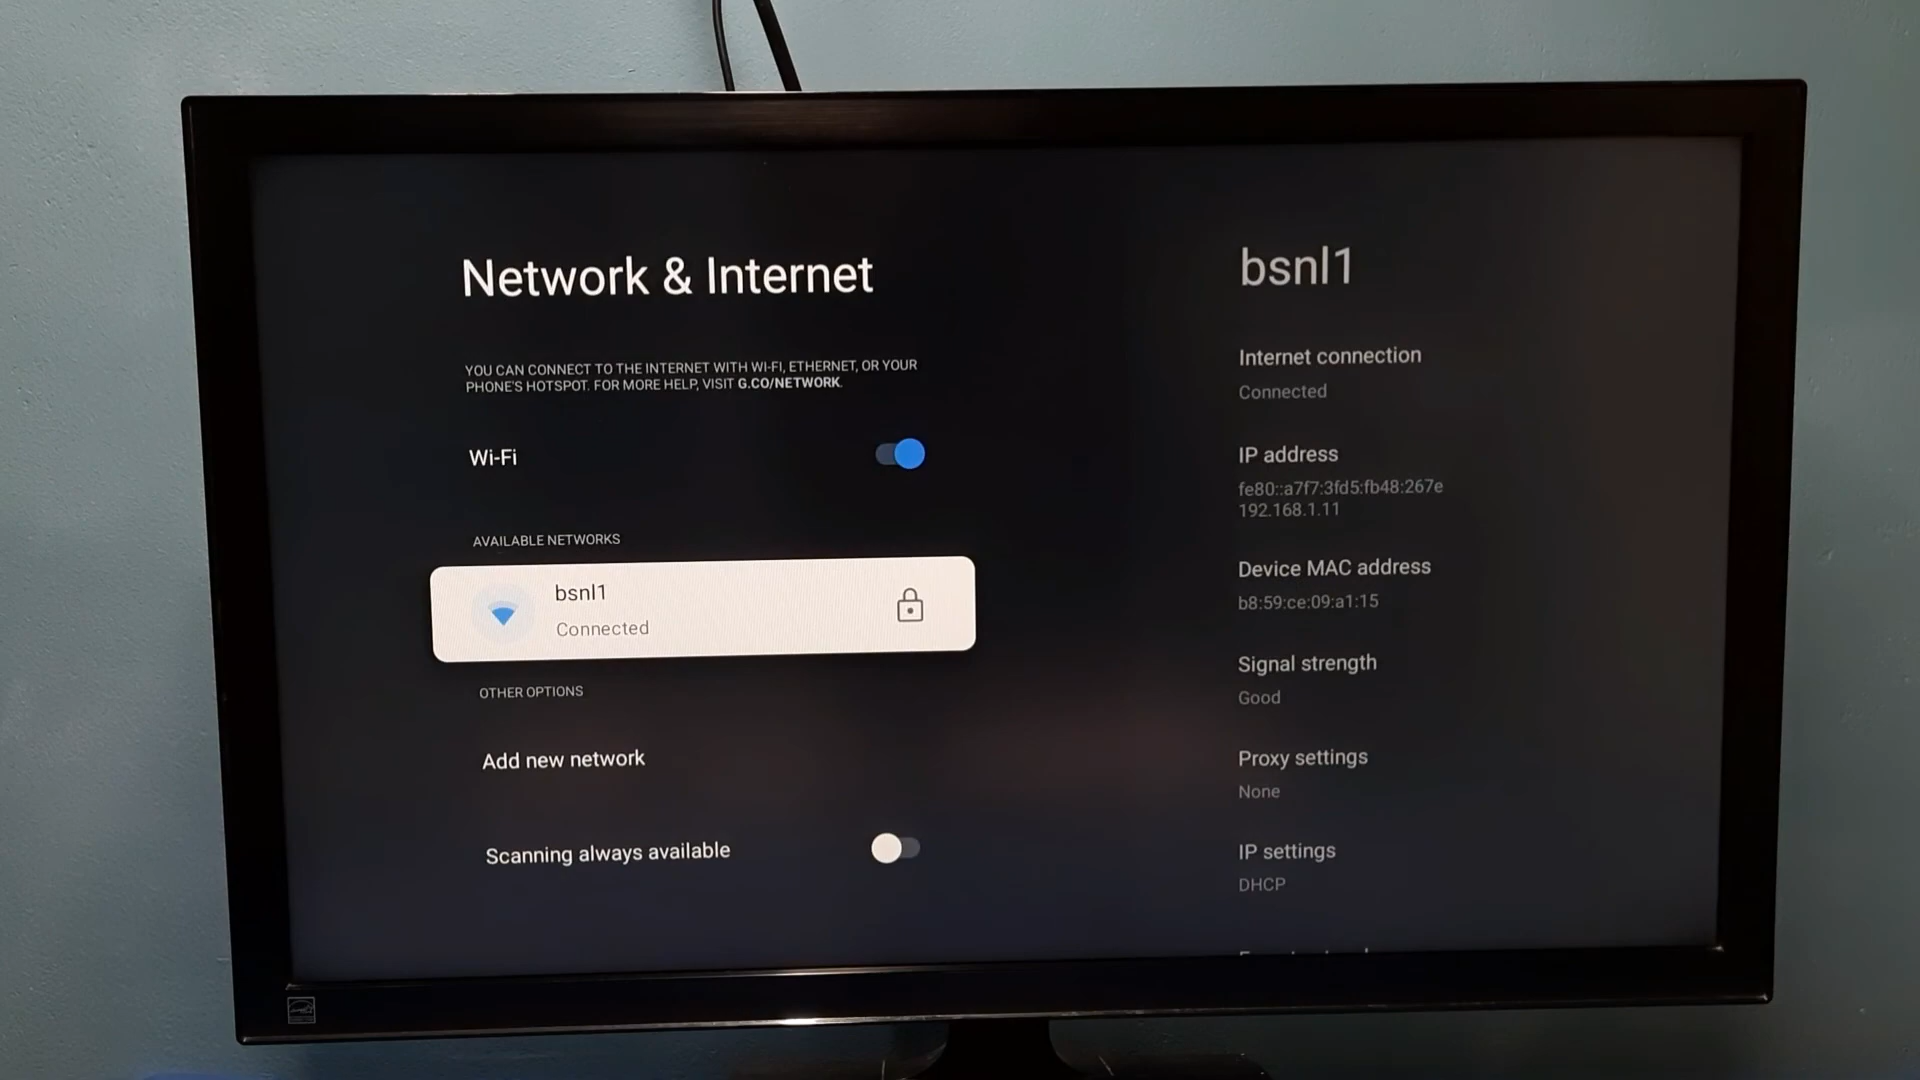 Network & Internet
YOU CAN CONNECT TO THE INTERNET WITH WI-FI, ETHERNET, OR YOUR
PHONE'S HOTSPOT. FOR MORE HELP, VISIT G.CO/NETWORK.
Wi-Fi
AVAILABLE NETWORKS
bsnl1
Connected
OTHER OPTIONS
Add new network
Scanning always available
bsnl1
Internet connection
Connected
IP address
fe80::a7f7:3fd5:fb48:267e
192.168.1.11
Device MAC address
b8:59:ce:09:a1:15
Signal strength
Good
Proxy settings
None
IP settings
DHCP